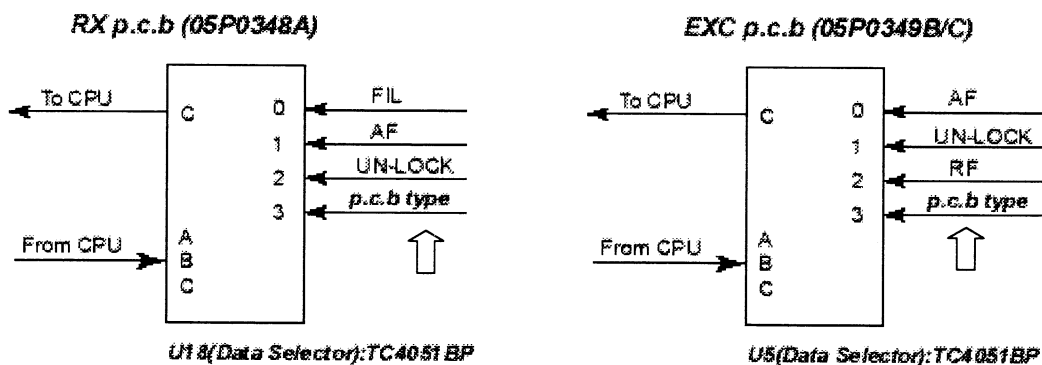 RX p.c.b (05P0348A)
To CPU
C
0
FIL
1
AF
2
UN-LOCK
3
p.c.b type
From CPU
A
B
C
U18(Data Selector):TC4051BP
EXC p.c.b (05P0349B/C)
To CPU
C
0
AF
1
UN-LOCK
2
RF
3
p.c.b type
From CPU
A
B
C
U5(Data Selector):TC4051BP